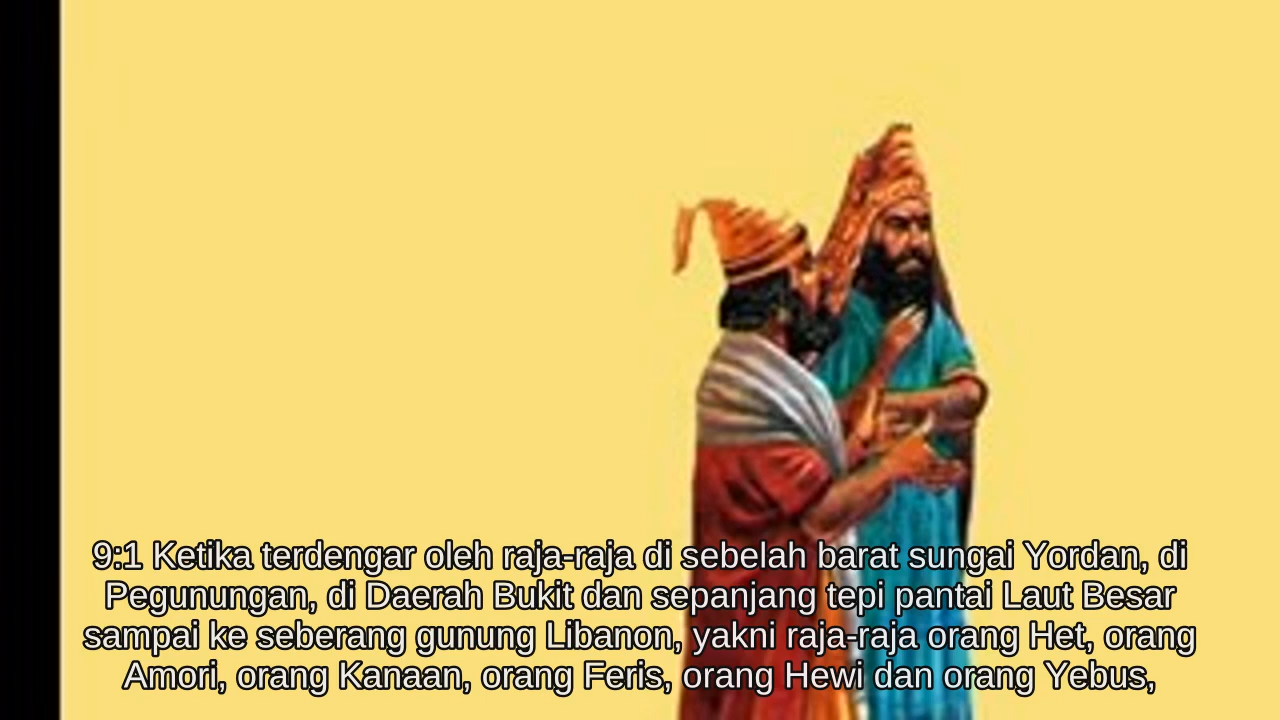 9:1 Ketika terdengar oleh raja-raja di sebelah barat sungai Yordan, di
Pegunungan, di Daerah Bukit dan sepanjang tepi pantai Laut Besar
sampai ke seberang gunung Libanon, yakni raja-raja orang Het, orang
Amori, orang Kanaan, orang Feris, orang Hewi dan orang Yebus,